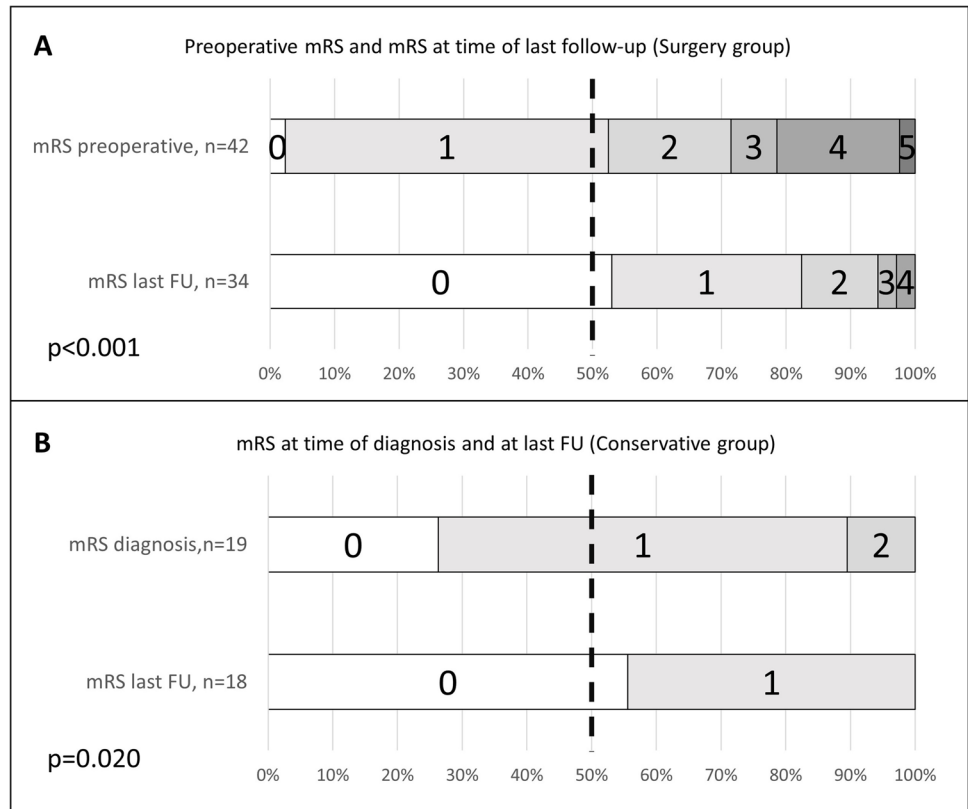 A
Preoperative mRS and mRS at time of last follow-up (Surgery group)
mRS preoperative, n=42
0 1 2 3 4 5
mRS last FU, n=34
0 1 2 3 4
p<0.001
0% 10% 20% 30% 40% 50% 60% 70% 80% 90% 100%
B
mRS at time of diagnosis and at last FU (Conservative group)
mRS diagnosis,n=19
0 1 2
mRS last FU, n=18
0 1
p=0.020
0% 10% 20% 30% 40% 50% 60% 70% 80% 90% 100%